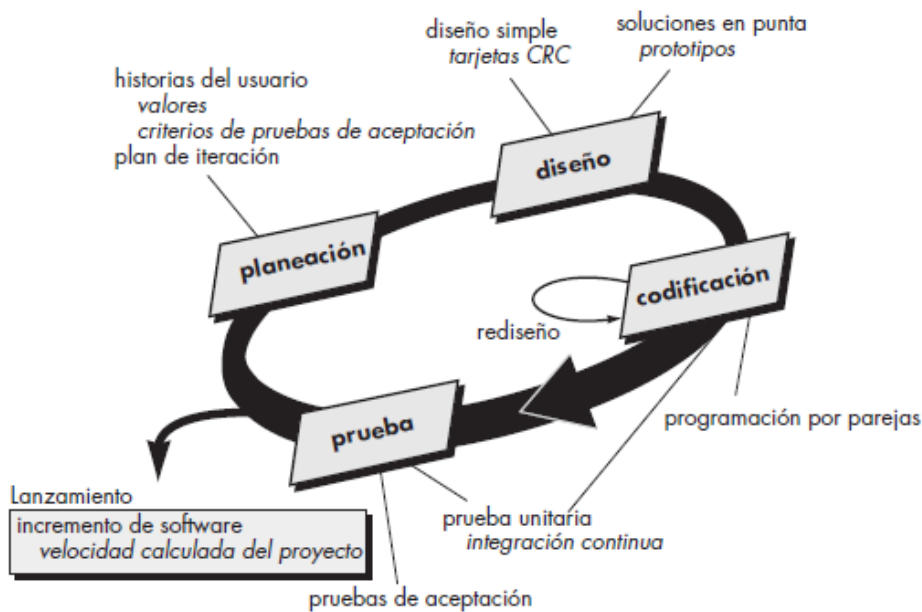 diseño simple
tarjetas CRC
soluciones en punta
prototipos
historias del usuario
valores
criterios de pruebas de aceptación
plan de iteración
diseño
planeación
codificación
rediseño
prueba
programación por parejas
Lanzamiento
incremento de software
velocidad calculada del proyecto
prueba unitaria
integración continua
pruebas de aceptación